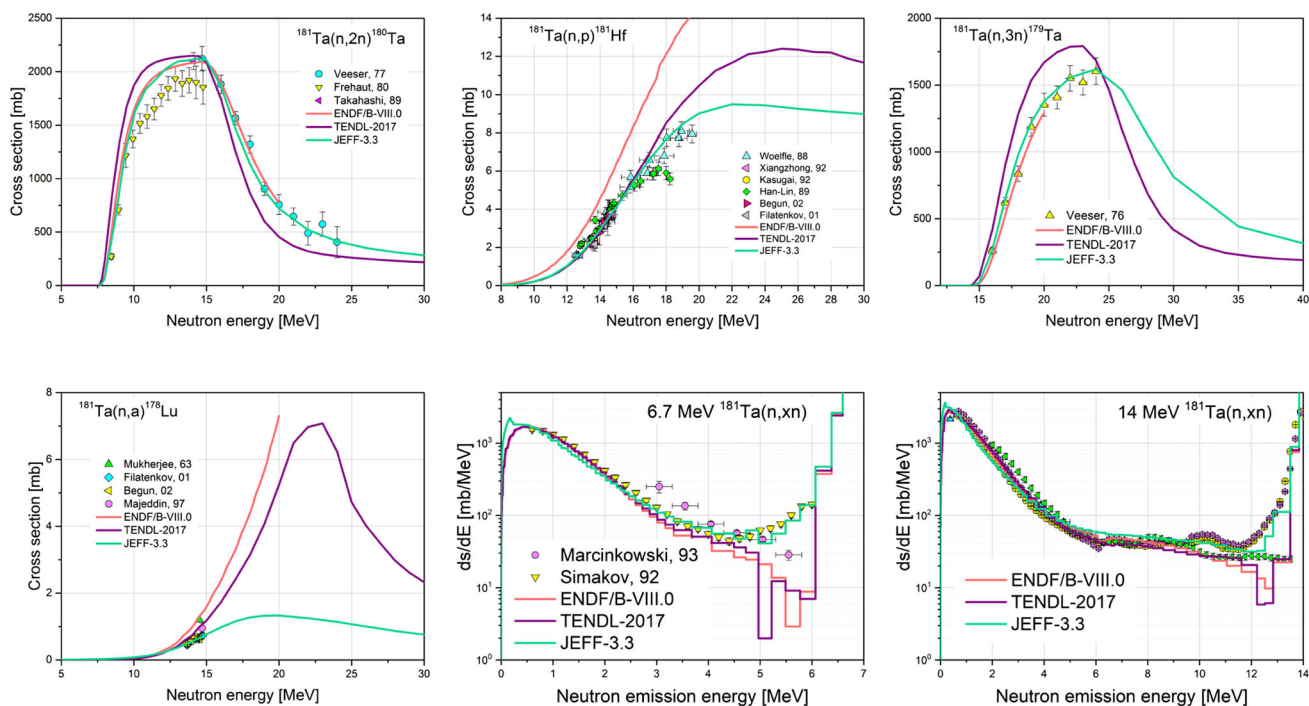 ¹⁸¹Ta(n,2n)¹⁸⁰Ta
Veeser, 77
Frehaut, 80
Takahashi, 89
ENDF/B-VIII.0
TENDL-2017
JEFF-3.3
Cross section [mb]
2500
2000
1500
1000
500
0
5 10 15 20 25 30
Neutron energy [MeV]
¹⁸¹Ta(n,p)¹⁸¹Hf
Woelfle, 88
Xiangzhong, 92
Kasugai, 92
Han-Lin, 89
Begun, 02
Filatenkov, 01
ENDF/B-VIII.0
TENDL-2017
JEFF-3.3
Cross section [mb]
14
12
10
8
6
4
2
0
8 10 12 14 16 18 20 22 24 26 28 30
Neutron energy [MeV]
¹⁸¹Ta(n,3n)¹⁷⁹Ta
Veeser, 76
ENDF/B-VIII.0
TENDL-2017
JEFF-3.3
Cross section [mb]
2000
1500
1000
500
0
15 20 25 30 35 40
Neutron energy [MeV]
¹⁸¹Ta(n,a)¹⁷⁸Lu
Mukherjee, 63
Filatenkov, 01
Begun, 02
Majeddin, 97
ENDF/B-VIII.0
TENDL-2017
JEFF-3.3
Cross section [mb]
8
6
4
2
0
5 10 15 20 25 30
Neutron energy [MeV]
6.7 MeV ¹⁸¹Ta(n,xn)
Marcinkowski, 93
Simakov, 92
ENDF/B-VIII.0
TENDL-2017
JEFF-3.3
ds/dE [mb/MeV]
10³
10²
10¹
10⁰
0 1 2 3 4 5 6 7
Neutron emission energy [MeV]
14 MeV ¹⁸¹Ta(n,xn)
ENDF/B-VIII.0
TENDL-2017
JEFF-3.3
ds/dE [mb/MeV]
10³
10²
10¹
10⁰
0 2 4 6 8 10 12 14
Neutron emission energy [MeV]